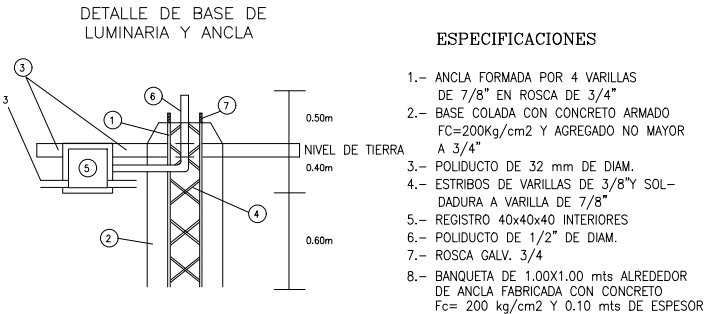 DETALLE DE BASE DE
LUMINARIA Y ANCLA
ESPECIFICACIONES
1.- ANCLA FORMADA POR 4 VARILLAS
DE 7/8" EN ROSCA DE 3/4"
2.- BASE COLADA CON CONCRETO ARMADO
FC=200Kg/cm2 Y AGREGADO NO MAYOR
A 3/4"
3.- POLIDUCTO DE 32 mm DE DIAM.
4.- ESTRIBOS DE VARILLAS DE 3/8"Y SOL-
DADURA A VARILLA DE 7/8"
5.- REGISTRO 40x40x40 INTERIORES
6.- POLIDUCTO DE 1/2" DE DIAM.
7.- ROSCA GALV. 3/4
8.- BANQUETA DE 1.00X1.00 mts ALREDEDOR
DE ANCLA FABRICADA CON CONCRETO
Fc= 200 kg/cm2 Y 0.10 mts DE ESPESOR
3
6
7
3
1
0.50m
NIVEL DE TIERRA
5
0.40m
4
2
0.60m